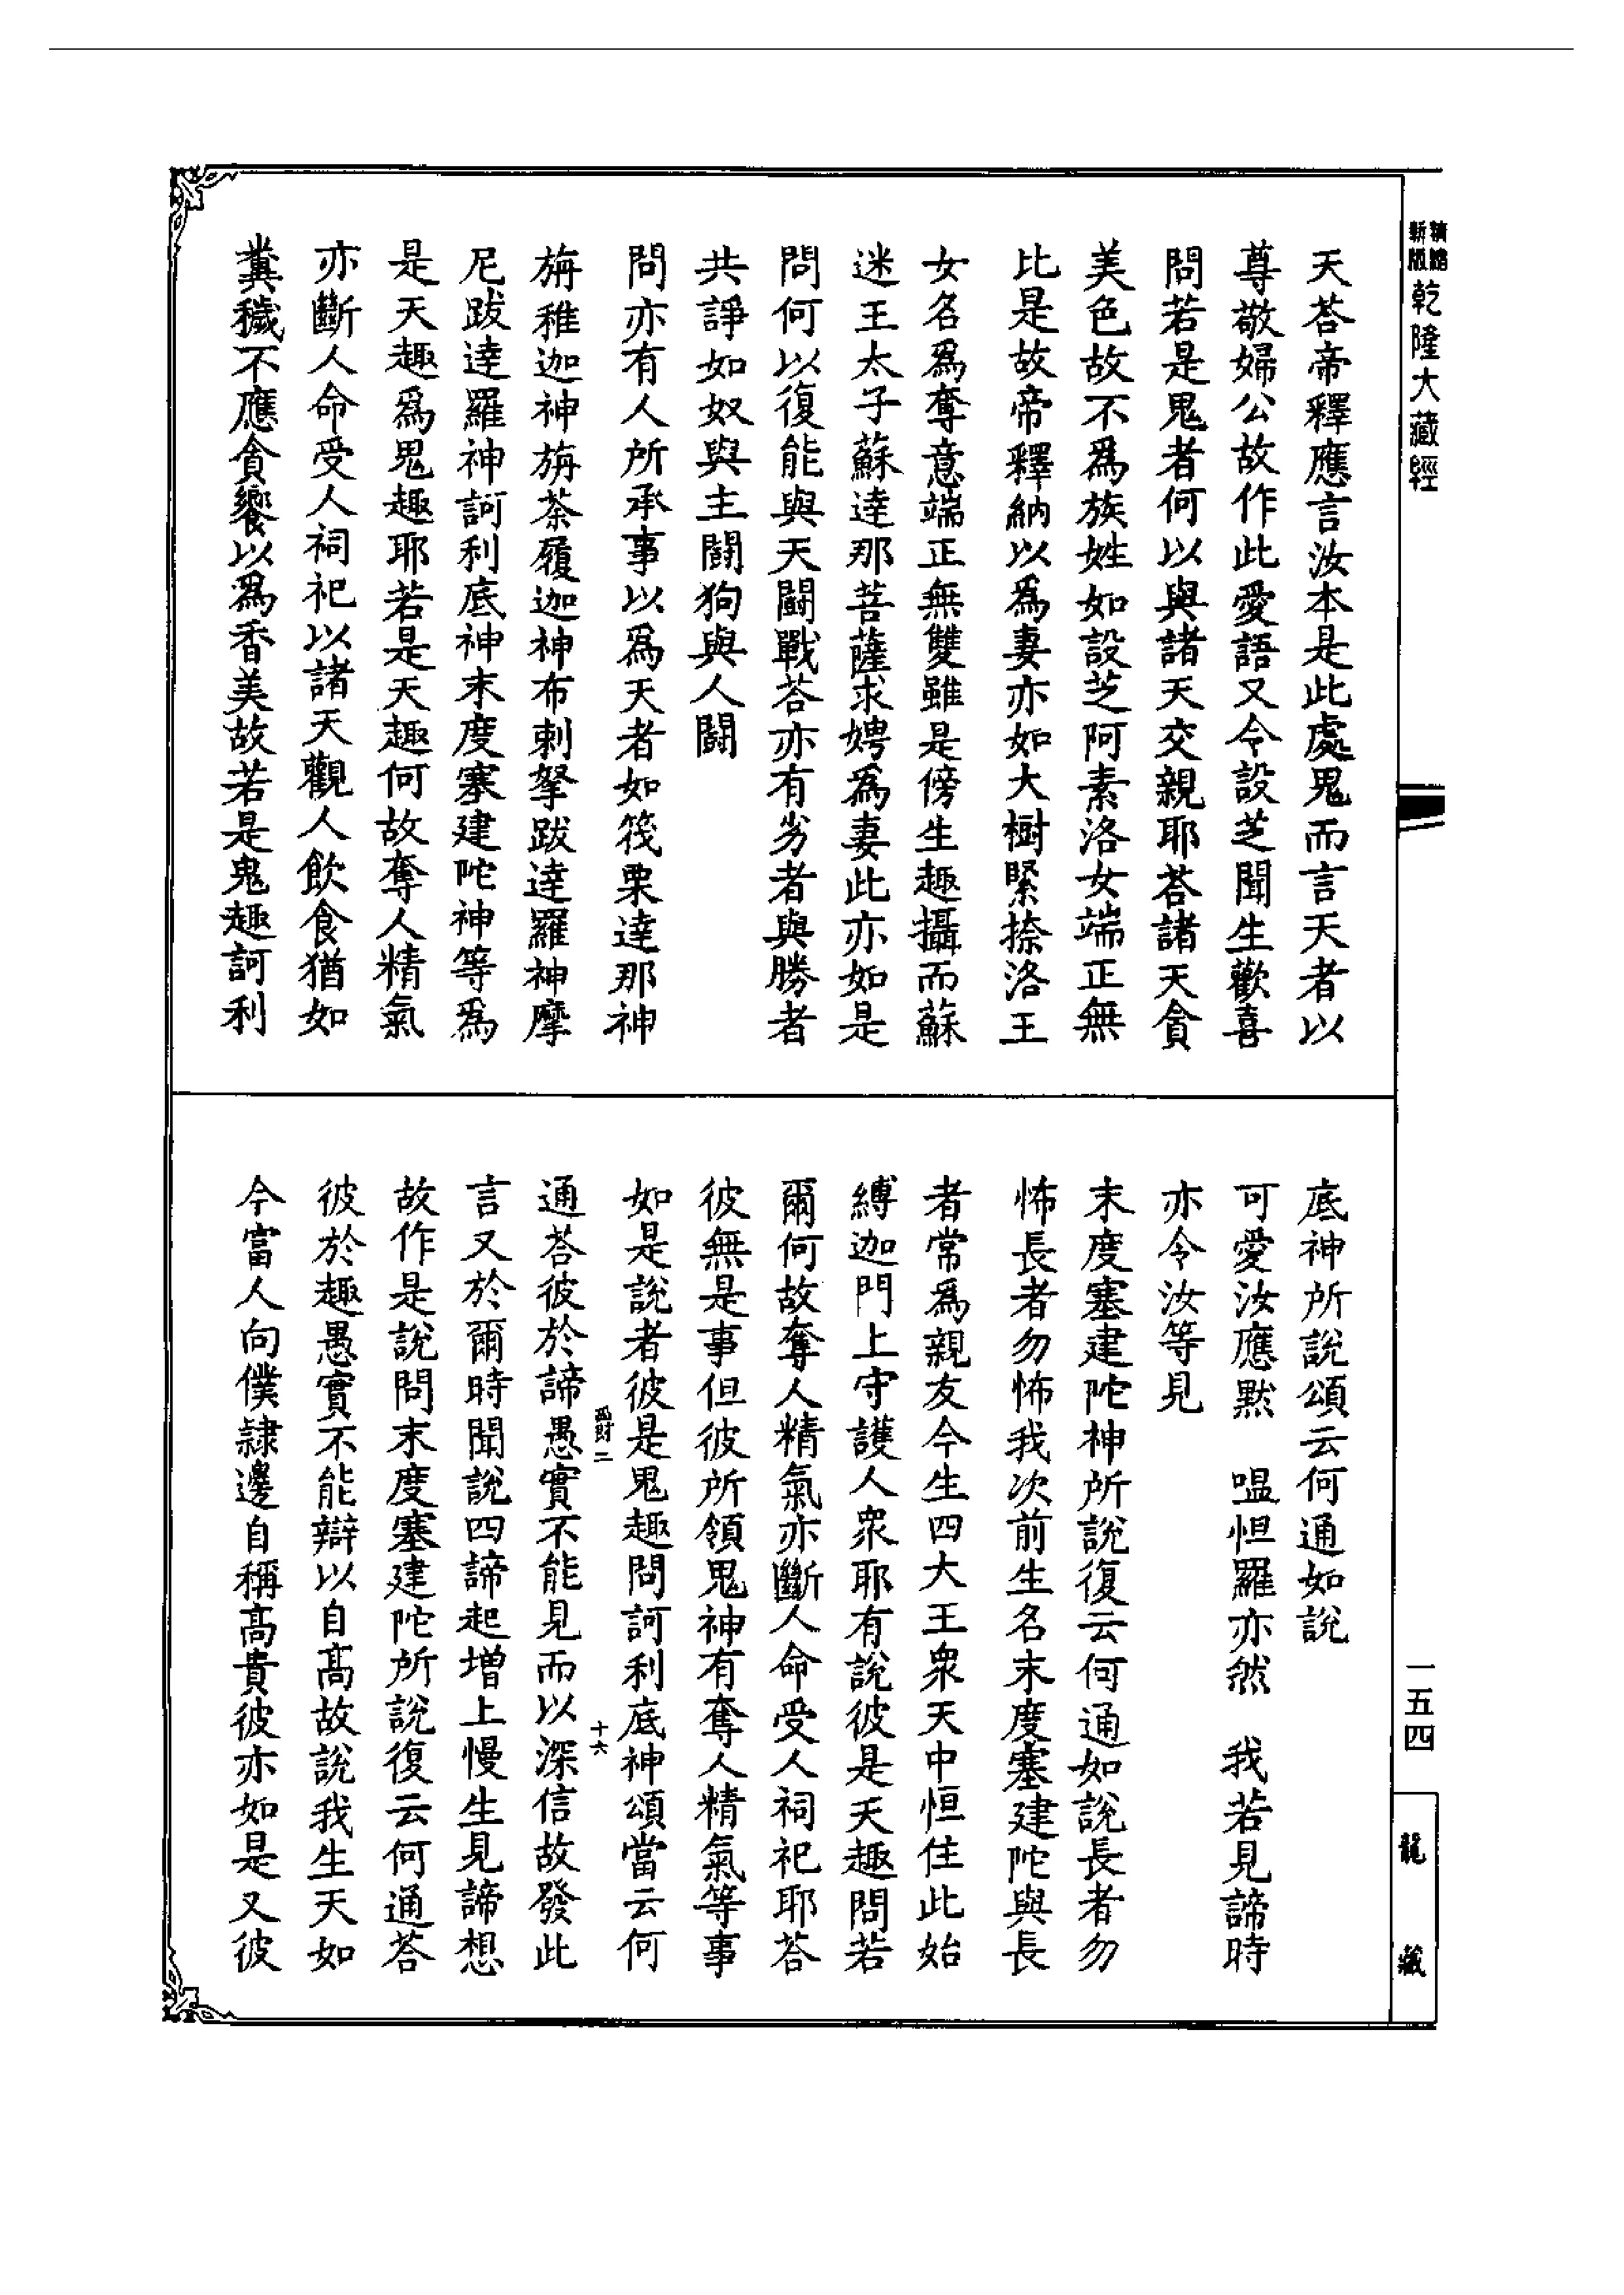 新版 精譜 乾隆大藏經
天荅帝釋應言汝本是此處鬼而言天者以
尊敬婦公故作此愛語又令設芝聞生歡喜
問若是鬼者何以與諸天交親耶荅諸天貪
美色故不爲族姓如設芝阿素洛女端正無
比是故帝釋納以爲妻亦如大樹緊捺洛王
女名爲奪意端正無雙雖是傍生趣攝而蘇
迷王太子蘇達那菩薩求娉爲妻此亦如是
問何以復能與天鬬戰荅亦有劣者與勝者
共諍如奴與主鬬狗與人鬬
問亦有人所承事以爲天者如筏栗達那神
旃稚迦神旃荼履迦神布剌拏跋達羅神摩
尼跋達羅神訶利底神末度塞建陀神等爲
是天趣爲鬼趣耶若是天趣何故奪人精氣
亦斷人命受人祠祀以諸天觀人飲食猶如
糞穢不應貪饗以爲香美故若是鬼趣訶利
底神所說頌云何通如說
可愛汝應默　嗢怛羅亦然　我若見諦時
亦令汝等見
末度塞建陀神所說復云何通如說長者勿
怖長者勿怖我次前生名末度塞建陀與長
者常爲親友今生四大王眾天中恒住此始
縛迦門上守護人眾耶有說彼是天趣問若
爾何故奪人精氣亦斷人命受人祠祀耶荅
彼無是事但彼所領鬼神有奪人精氣等事
如是說者彼是鬼趣問訶利底神頌當云何
通荅彼於諦愚實不能見而以深信故發此
言又於爾時聞說四諦起增上慢生見諦想
故作是說問末度塞建陀所說復云何通荅
彼於趣愚實不能辯以自高故說我生天如
今富人向僕隸邊自稱高貴彼亦如是又彼
十六
一五四
龍藏